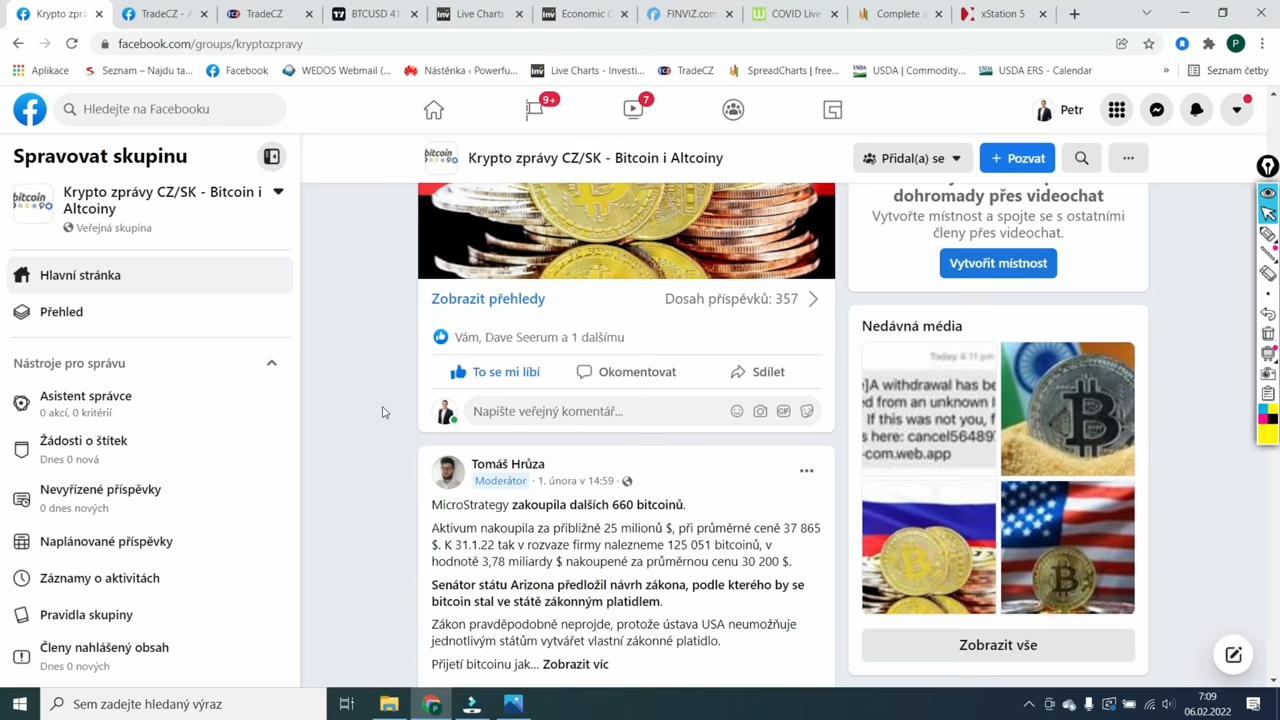 Krypto zprá
TradeCZ - A
TradeCZ
BTCUSD 41
Live Charts
Economic C
FINVIZ.com
COVID Live
Complete a
xStation 5
facebook.com/groups/kryptozpravy
P
Aplikace
Seznam – Najdu ta...
Facebook
WEDOS Webmail (...
Nástěnka ‹ Powerfu...
Live Charts - Investi...
TradeCZ
SpreadCharts | free...
USDA | Commodity...
USDA ERS - Calendar
»
Seznam četby
Hledejte na Facebooku
9+
7
Petr
Spravovat skupinu
bitcoin
Krypto zprávy CZ/SK - Bitcoin i
Altcoiny
Veřejná skupina
Hlavní stránka
Přehled
Nástroje pro správu
Asistent správce
0 akcí, 0 kritérií
Žádosti o štítek
Dnes 0 nová
Nevyřízené příspěvky
0 dnes nových
Naplánované příspěvky
Záznamy o aktivitách
Pravidla skupiny
Členy nahlášený obsah
Dnes 0 nových
bitcoin
Krypto zprávy CZ/SK - Bitcoin i Altcoiny
Přidal(a) se
+ Pozvat
Zobrazit přehledy
Dosah příspěvků: 357
Vám, Dave Seerum a 1 dalšímu
To se mi líbí
Okomentovat
Sdílet
Napište veřejný komentář...
GIF
Tomáš Hrůza
Moderátor · 1. února v 14:59 ·
MicroStrategy zakoupila dalších 660 bitcoinů.
Aktivum nakoupila za přibližně 25 milionů $, při průměrné ceně 37 865
$. K 31.1.22 tak v rozvaze firmy nalezneme 125 051 bitcoinů, v
hodnotě 3,78 miliardy $ nakoupené za průměrnou cenu 30 200 $.
Senátor státu Arizona předložil návrh zákona, podle kterého by se
bitcoin stal ve státě zákonným platidlem.
Zákon pravděpodobně neprojde, protože ústava USA neumožňuje
jednotlivým státům vytvářet vlastní zákonné platidlo.
Přijetí bitcoinu jak... Zobrazit víc
dohromady přes videochat
Vytvořte místnost a spojte se s ostatními
členy přes videochat.
Vytvořit místnost
Nedávná média
Today 4:11 pm
]A withdrawal has be
ed from an unknown I
If this was not you, f
s here: cancel56489
-com.web.app
Zobrazit vše
Sem zadejte hledaný výraz
7:09
06.02.2022